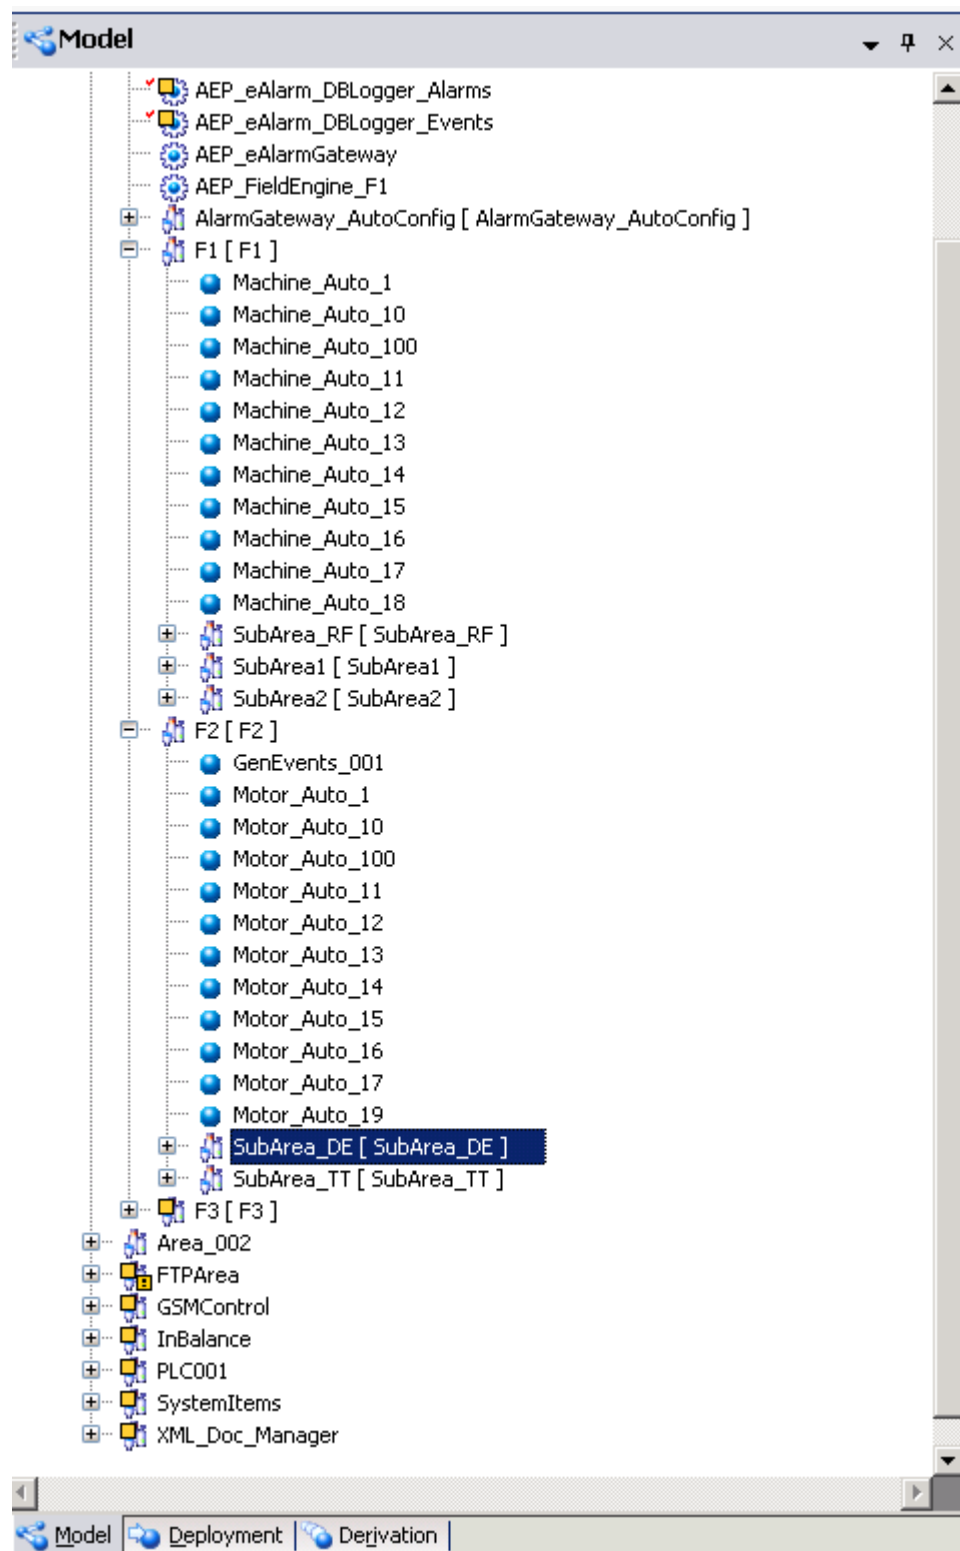 Model
AEP_eAlarm_DBLogger_Alarms
AEP_eAlarm_DBLogger_Events
AEP_eAlarmGateway
AEP_FieldEngine_F1
AlarmGateway_AutoConfig [ AlarmGateway_AutoConfig ]
F1 [ F1 ]
Machine_Auto_1
Machine_Auto_10
Machine_Auto_100
Machine_Auto_11
Machine_Auto_12
Machine_Auto_13
Machine_Auto_14
Machine_Auto_15
Machine_Auto_16
Machine_Auto_17
Machine_Auto_18
SubArea_RF [ SubArea_RF ]
SubArea1 [ SubArea1 ]
SubArea2 [ SubArea2 ]
F2 [ F2 ]
GenEvents_001
Motor_Auto_1
Motor_Auto_10
Motor_Auto_100
Motor_Auto_11
Motor_Auto_12
Motor_Auto_13
Motor_Auto_14
Motor_Auto_15
Motor_Auto_16
Motor_Auto_17
Motor_Auto_19
SubArea_DE [ SubArea_DE ]
SubArea_TT [ SubArea_TT ]
F3 [ F3 ]
Area_002
FTPArea
GSMControl
InBalance
PLC001
SystemItems
XML_Doc_Manager
Model Deployment Derivation